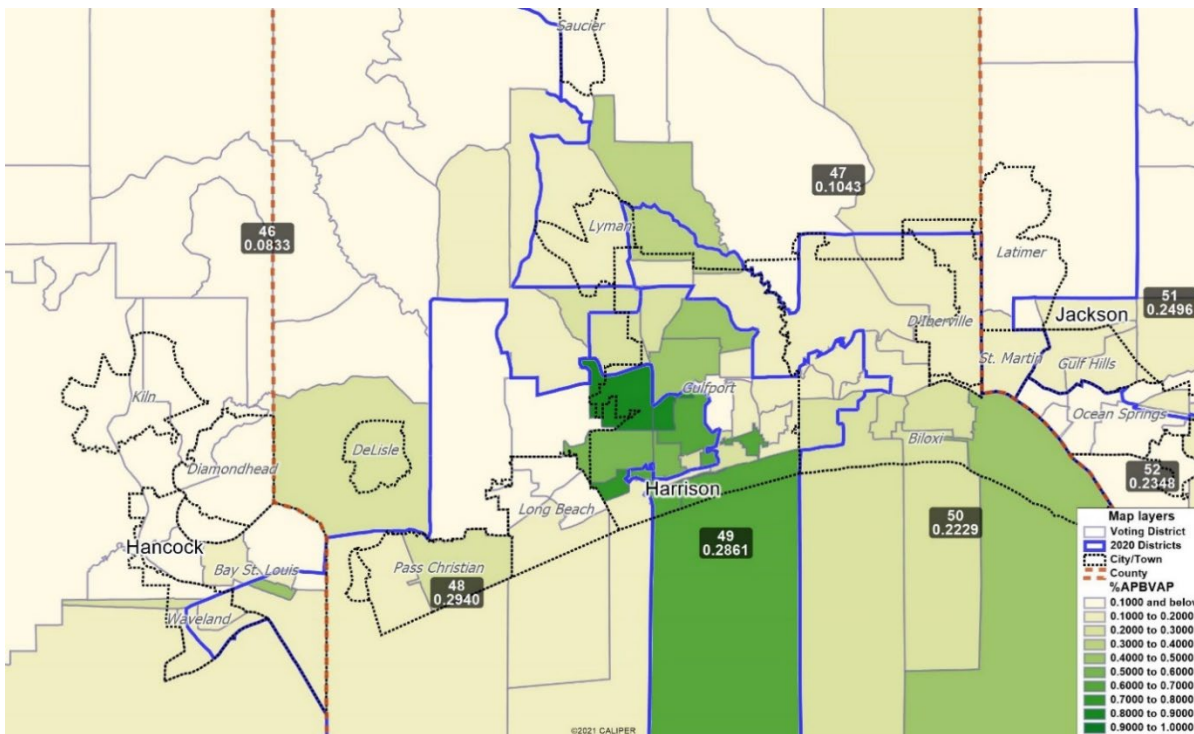 Saucier
47
0.1043
46
0.0833
Lyman
Latimer
51
0.2496
Jackson
D'Iberville
St. Martin
Gulf Hills
Kiln
Gulfport
Ocean Springs
DeLisle
Biloxi
Diamondhead
52
0.2348
Long Beach
Harrison
50
0.2229
49
0.2861
Hancock
Bay St. Louis
Pass Christian
48
0.2940
Waveland
Map layers
Voting District
2020 Districts
City/Town
County
%APBVAP
0.1000 and below
0.1000 to 0.2000
0.2000 to 0.3000
0.3000 to 0.4000
0.4000 to 0.5000
0.5000 to 0.6000
0.6000 to 0.7000
0.7000 to 0.8000
0.8000 to 0.9000
0.9000 to 1.0000
©2021 CALIPER